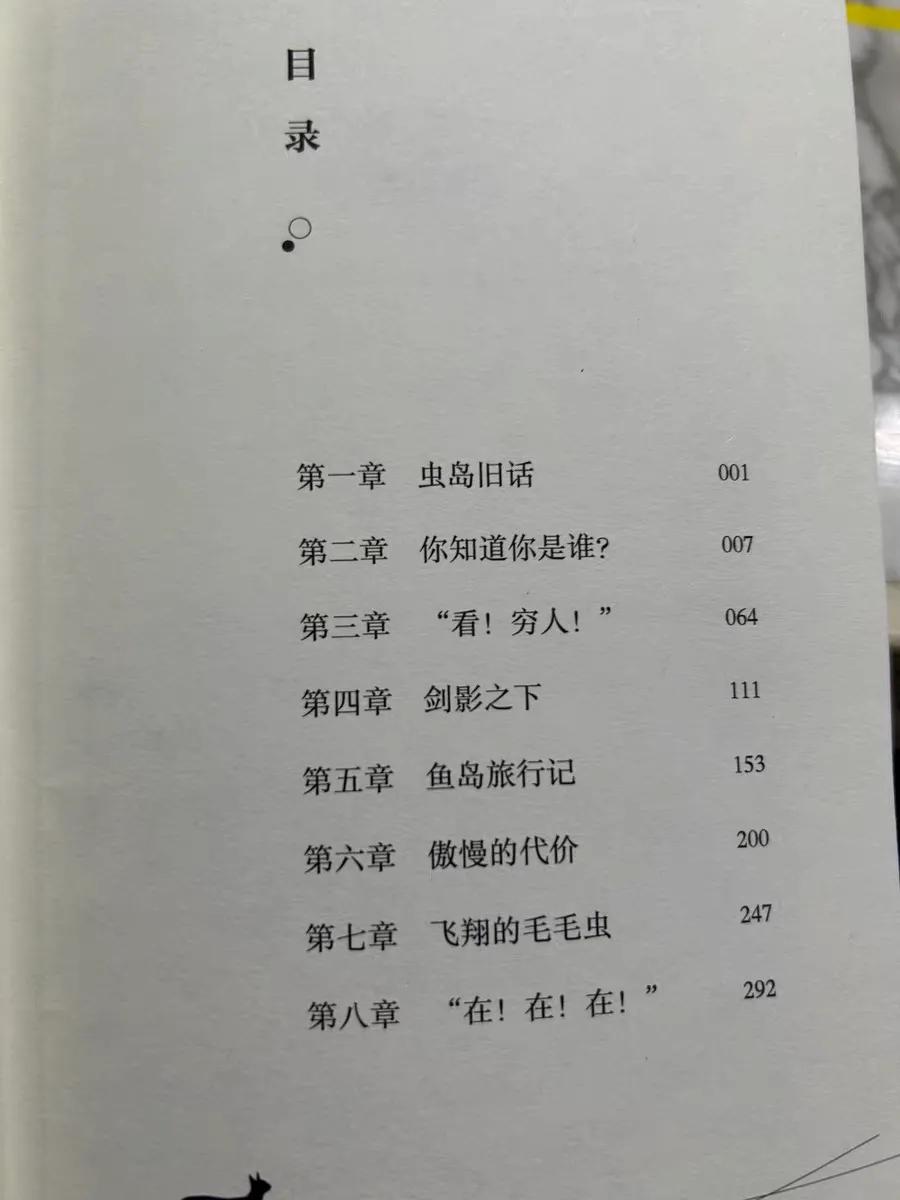 目
录
第一章 虫岛旧话 001
第二章 你知道你是谁? 007
第三章 “看！穷人！” 064
第四章 剑影之下 111
第五章 鱼岛旅行记 153
第六章 傲慢的代价 200
第七章 飞翔的毛毛虫 247
第八章 “在！在！在！” 292